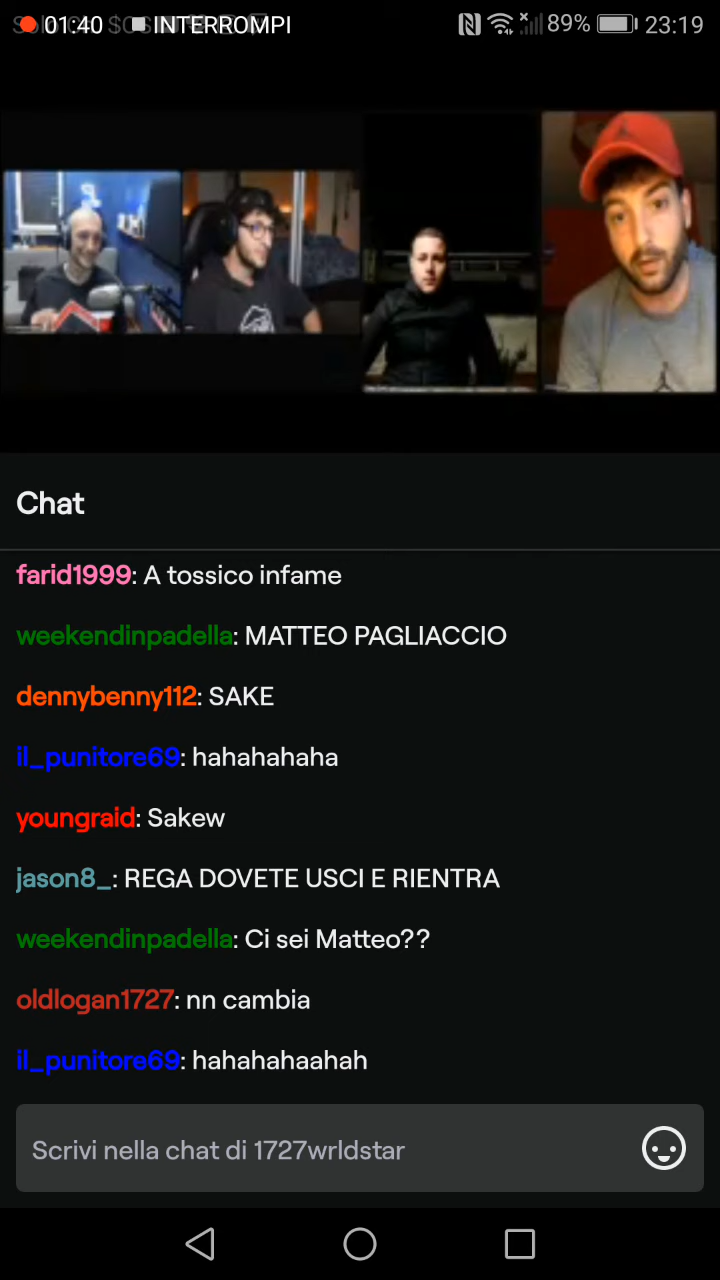 01:40 INTERROMPI 89% 23:19
Chat
farid1999: A tossico infame
weekendinpadella: MATTEO PAGLIACCIO
dennybenny112: SAKE
il_punitore69: hahahahaha
youngraid: Sakew
jason8_: REGA DOVETE USCI E RIENTRA
weekendinpadella: Ci sei Matteo??
oldlogan1727: nn cambia
il_punitore69: hahahahaahah
Scrivi nella chat di 1727wrldstar